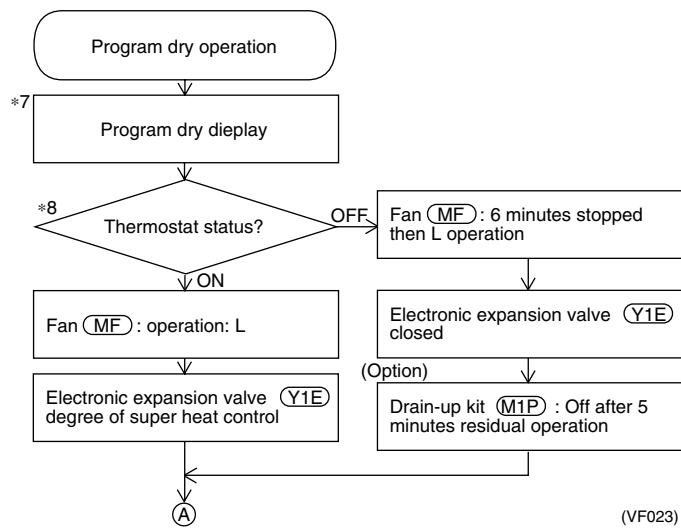 Program dry operation
*7
Program dry dieplay
*8
Thermostat status?
OFF
Fan MF : 6 minutes stopped
then L operation
ON
Fan MF : operation: L
Electronic expansion valve Y1E
closed
(Option)
Electronic expansion valve Y1E
degree of super heat control
Drain-up kit M1P : Off after 5
minutes residual operation
A
(VF023)